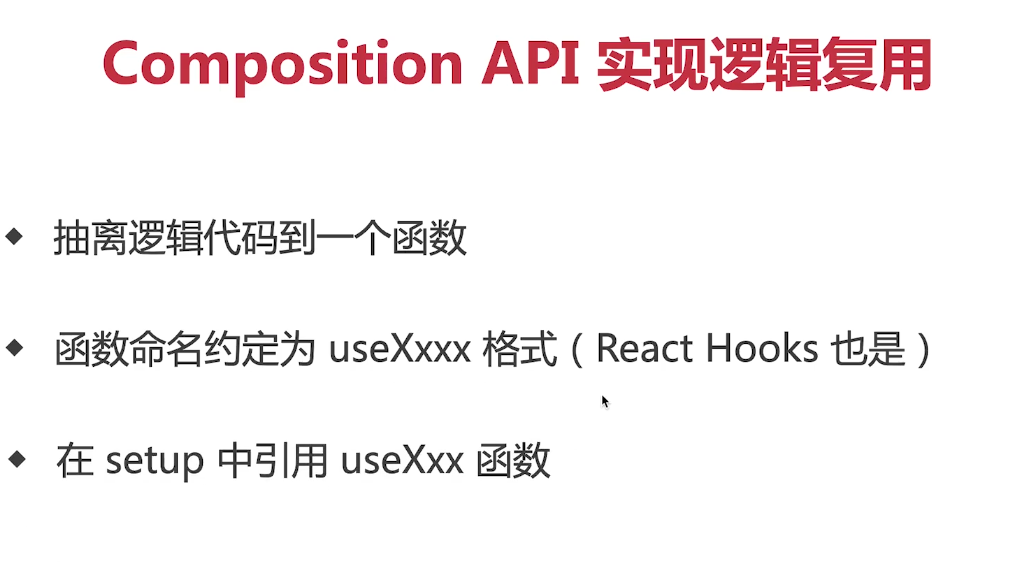 Composition API 实现逻辑复用
抽离逻辑代码到一个函数
函数命名约定为 useXxxx 格式（React Hooks 也是）
在 setup 中引用 useXxx 函数